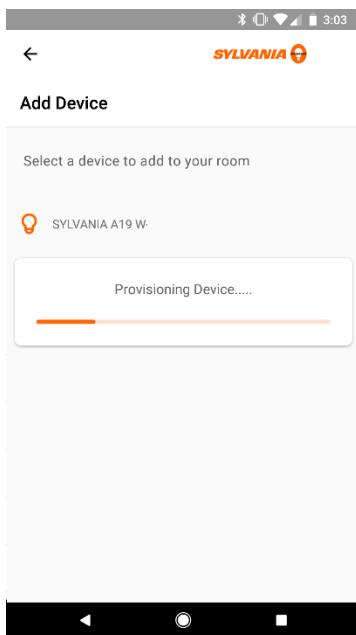 3:03
SYLVANIA
Add Device
Select a device to add to your room
SYLVANIA A19 W-
Provisioning Device.....